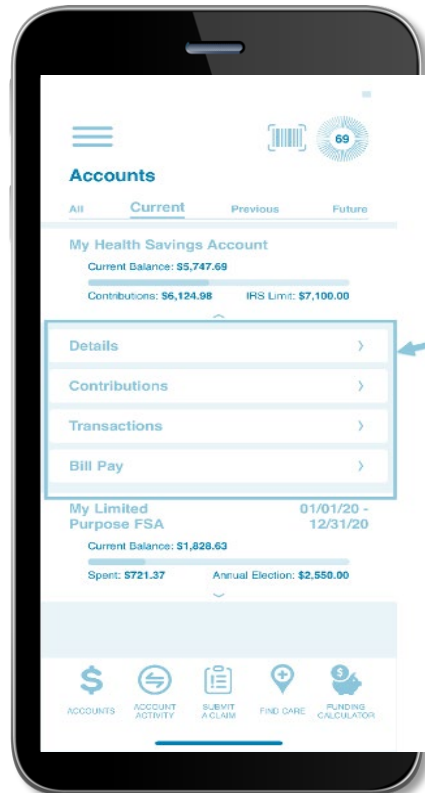 69
Accounts
All Current Previous Future
My Health Savings Account
Current Balance: $5,747.69
Contributions: $6,124.98 IRS Limit: $7,100.00
Details
Contributions
Transactions
Bill Pay
My Limited 01/01/20 -
Purpose FSA 12/31/20
Current Balance: $1,828.63
Spent: $721.37 Annual Election: $2,550.00
ACCOUNTS ACCOUNT SUBMIT FIND CARE FUNDING
ACTIVITY A CLAIM CALCULATOR